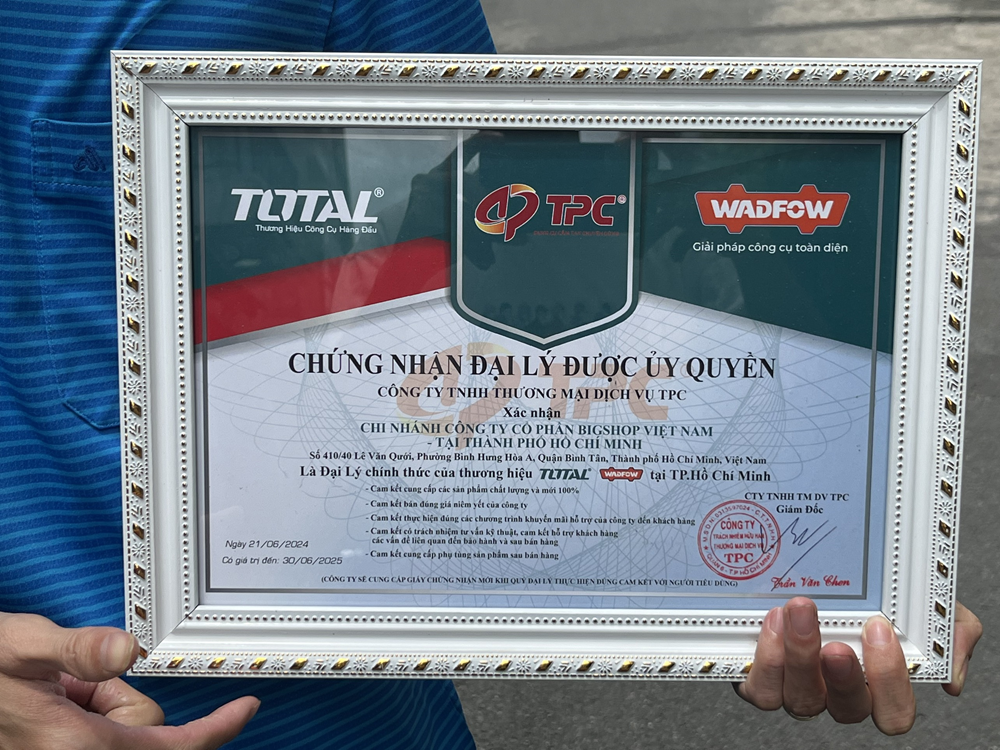 TOTAL®
Thương Hiệu Công Cụ Hàng Đầu
TPC®
WADFOW
Giải pháp công cụ toàn diện
CHỨNG NHẬN ĐẠI LÝ ĐƯỢC ỦY QUYỀN
CÔNG TY TNHH THƯƠNG MẠI DỊCH VỤ TPC
Xác nhận
CHI NHÁNH CÔNG TY CỔ PHẦN BIGSHOP VIỆT NAM
- TẠI THÀNH PHỐ HỒ CHÍ MINH
Số 410/40 Lê Văn Quới, Phường Bình Hưng Hòa A, Quận Bình Tân, Thành phố Hồ Chí Minh, Việt Nam
Là Đại Lý chính thức của thương hiệu TOTAL WADFOW tại TP.Hồ Chí Minh
- Cam kết cung cấp các sản phẩm chất lượng và mới 100%
- Cam kết bán đúng giá niêm yết của công ty
- Cam kết thực hiện đúng các chương trình khuyến mãi hỗ trợ của công ty đến khách hàng
- Cam kết có trách nhiệm tư vấn kỹ thuật, cam kết hỗ trợ khách hàng
các vấn đề liên quan đến bảo hành và sau bán hàng
- Cam kết cung cấp phụ tùng sản phẩm sau bán hàng
CTY TNHH TM DV TPC
Giám Đốc
CÔNG TY
TRÁCH NHIỆM HỮU HẠN
THƯƠNG MẠI DỊCH VỤ
TPC
Trần Văn Chen
Ngày 21/06/2024
Có giá trị đến: 30/06/2025
(CÔNG TY SẼ CUNG CẤP GIẤY CHỨNG NHẬN MỚI KHI QUÝ ĐẠI LÝ THỰC HIỆN ĐÚNG CAM KẾT VỚI NGƯỜI TIÊU DÙNG)